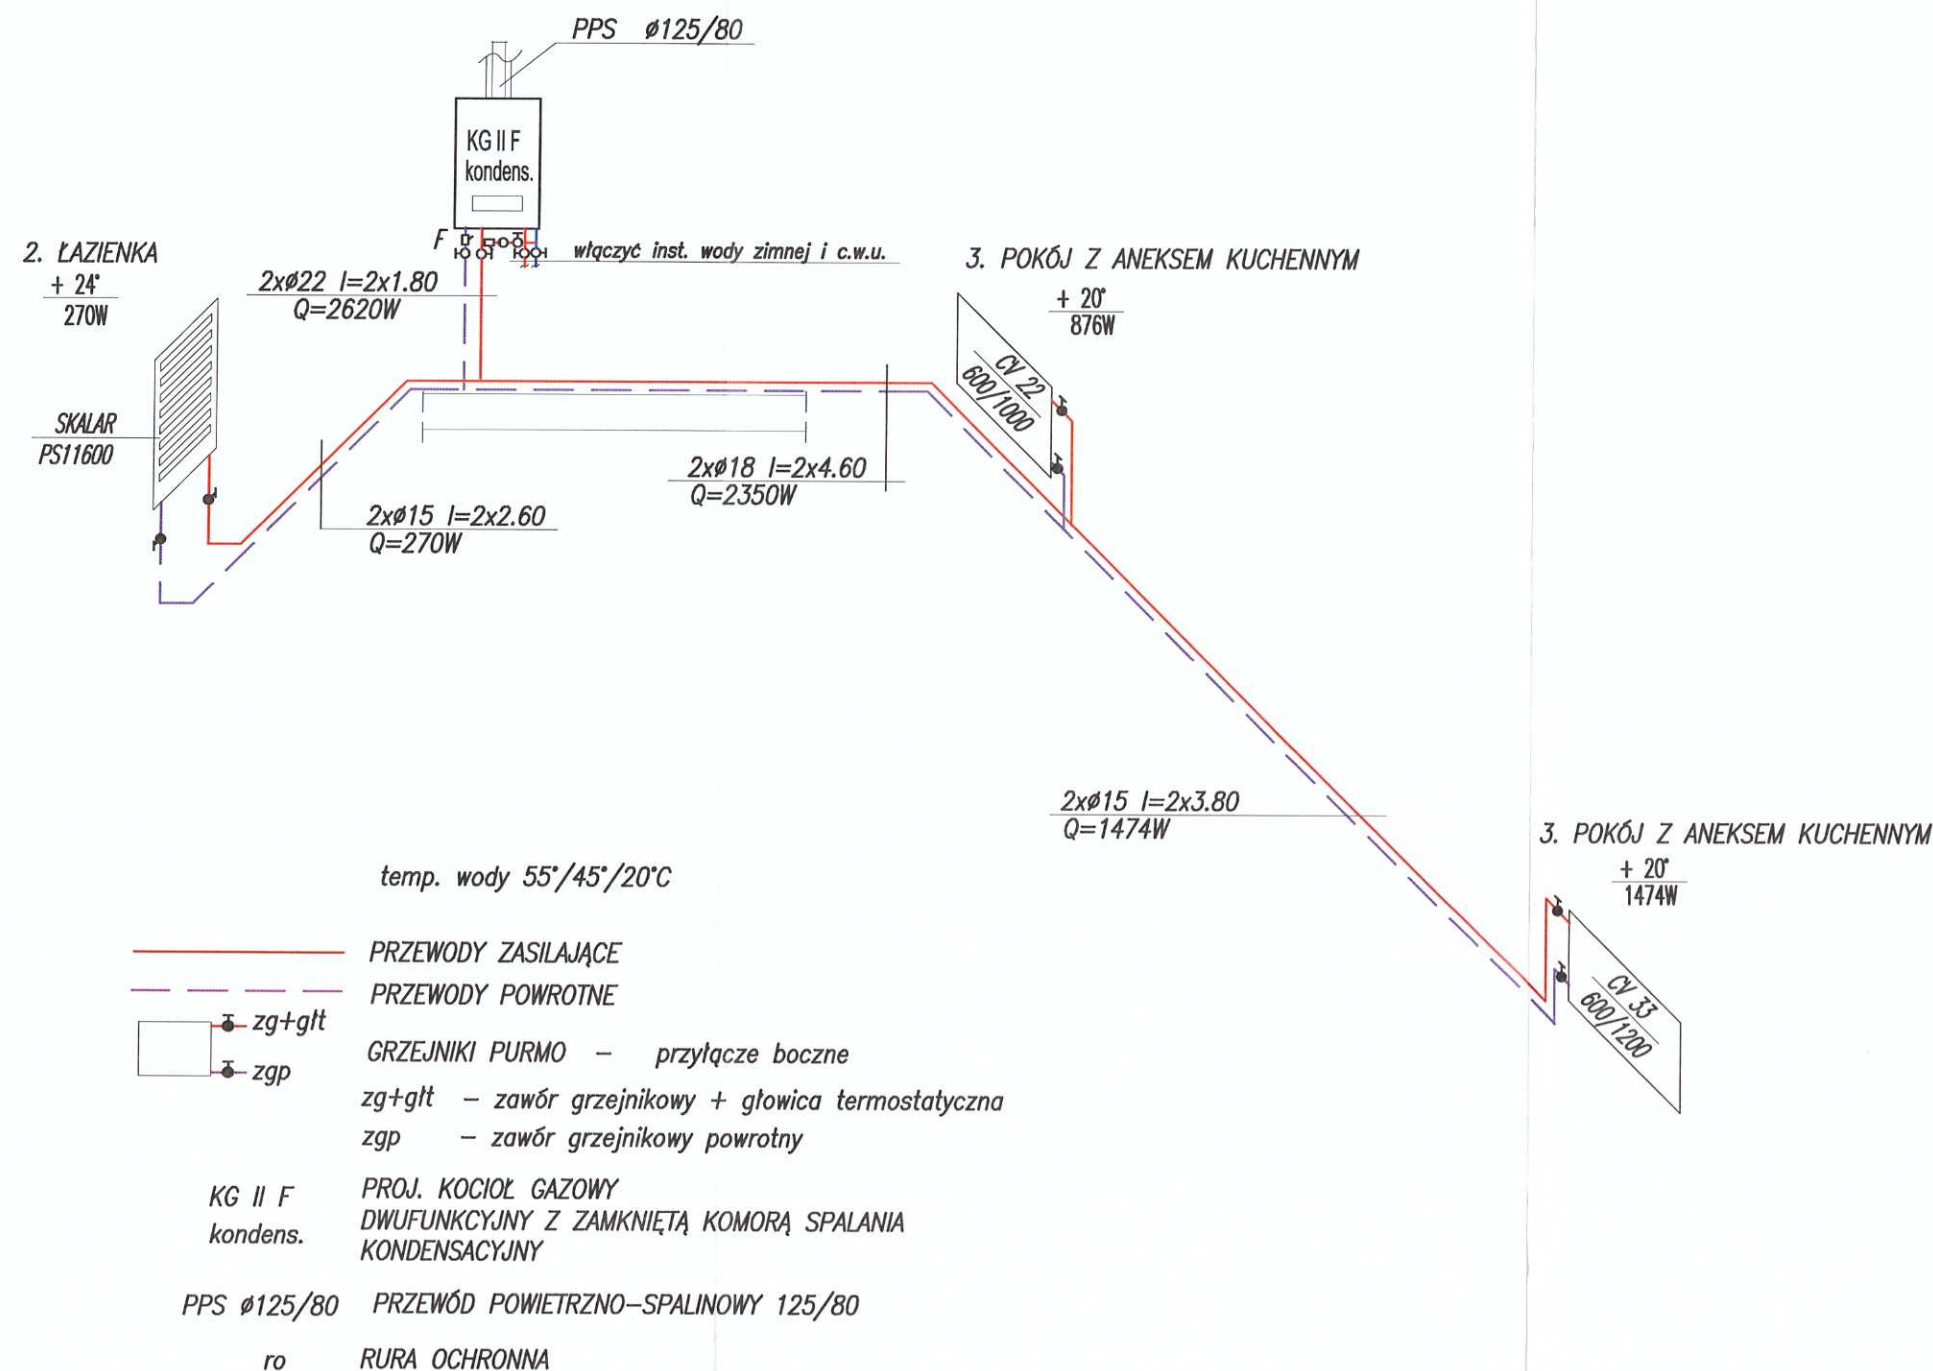 PPS ø125/80
KG II F
kondens.
F
włączyć inst. wody zimnej i c.w.u.
2. ŁAZIENKA
+ 24°
270W
2xø22 l=2x1.80
Q=2620W
3. POKÓJ Z ANEKSEM KUCHENNYM
+ 20°
876W
CV 22
600/1000
SKALAR
PS11600
2xø18 l=2x4.60
Q=2350W
2xø15 l=2x2.60
Q=270W
2xø15 l=2x3.80
Q=1474W
3. POKÓJ Z ANEKSEM KUCHENNYM
+ 20°
1474W
CV 33
600/1200
temp. wody 55°/45°/20°C
PRZEWODY ZASILAJĄCE
PRZEWODY POWROTNE
zg+głt
GRZEJNIKI PURMO – przyłącze boczne
zgp
zg+głt – zawór grzejnikowy + głowica termostatyczna
zgp – zawór grzejnikowy powrotny
KG II F PROJ. KOCIOŁ GAZOWY
kondens. DWUFUNKCYJNY Z ZAMKNIĘTĄ KOMORĄ SPALANIA
KONDENSACYJNY
PPS ø125/80 PRZEWÓD POWIETRZNO–SPALINOWY 125/80
ro RURA OCHRONNA